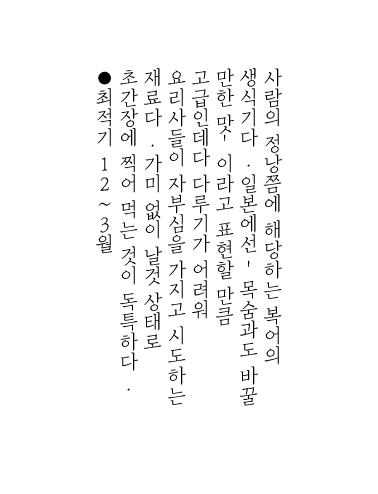 사람의 정낭쯤에 해당하는 복어의
생식기다. 일본에선 '목숨과도 바꿀
만한 맛' 이라고 표현할 만큼
고급인데다 다루기가 어려워
요리사들이 자부심을 가지고 시도하는
재료다. 가미 없이 날것 상태로
초간장에 찍어 먹는 것이 독특하다.
●최적기 12~3월